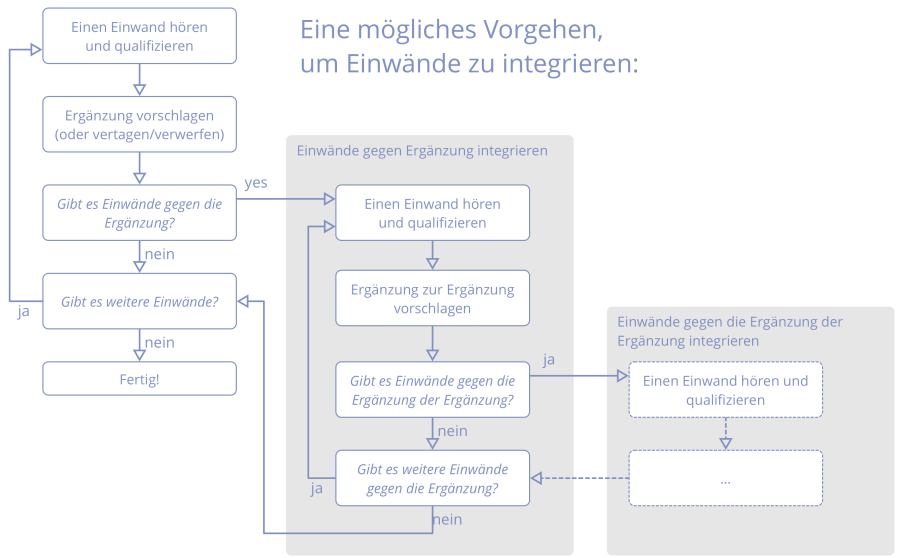 Eine mögliches Vorgehen,
um Einwände zu integrieren:
Einen Einwand hören
und qualifizieren
Ergänzung vorschlagen
(oder vertagen/verwerfen)
Gibt es Einwände gegen die
Ergänzung?
yes
nein
Gibt es weitere Einwände?
ja
nein
Fertig!
Einwände gegen Ergänzung integrieren
Einen Einwand hören
und qualifizieren
Ergänzung zur Ergänzung
vorschlagen
Gibt es Einwände gegen die
Ergänzung der Ergänzung?
ja
nein
Gibt es weitere Einwände
gegen die Ergänzung?
ja
nein
Einwände gegen die Ergänzung der
Ergänzung integrieren
Einen Einwand hören und
qualifizieren
...